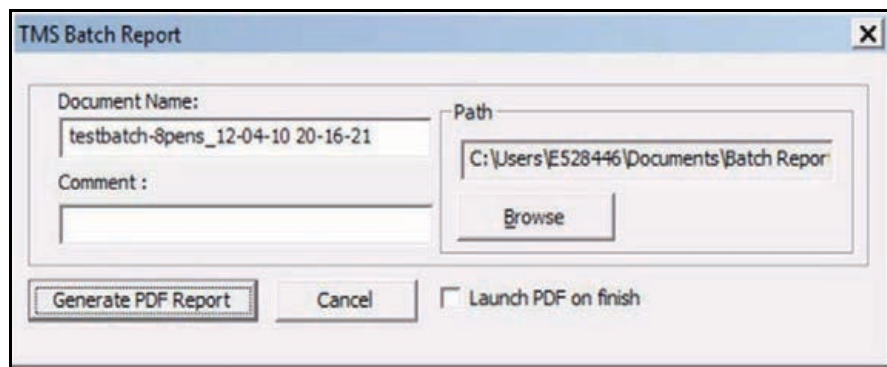 TMS Batch Report
Document Name:
testbatch-8pens_12-04-10 20-16-21
Comment :
Path
C:\Users\E528446\Documents\Batch Repor
Browse
Generate PDF Report
Cancel
Launch PDF on finish